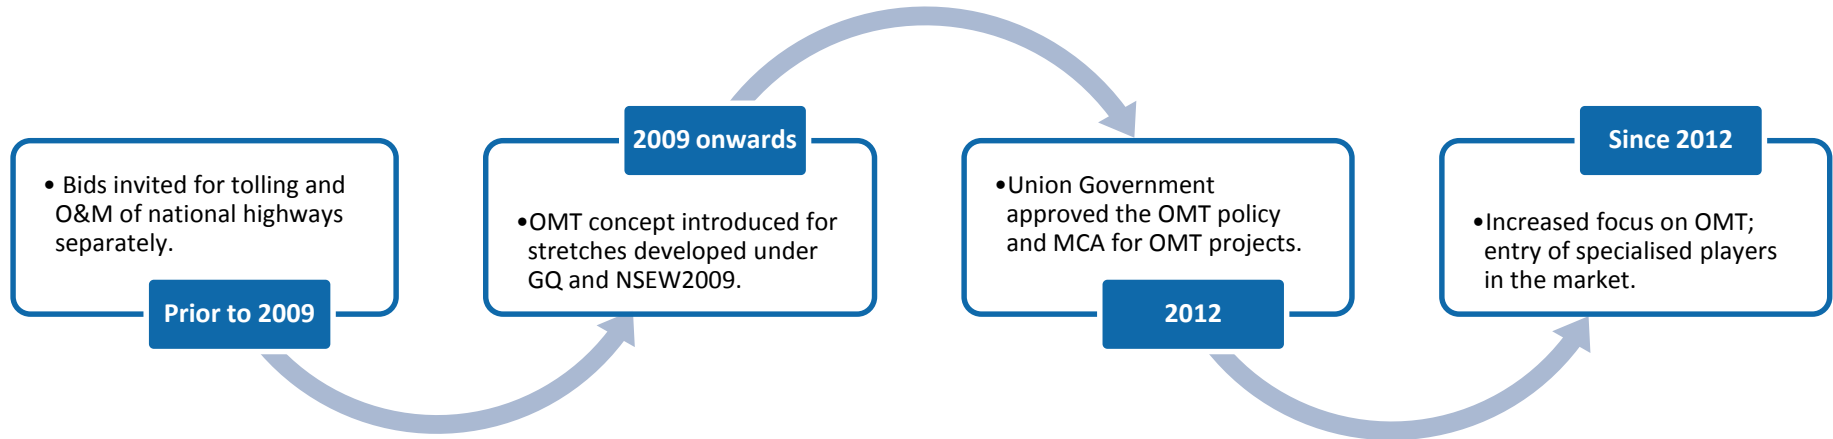 • Bids invited for tolling and
O&M of national highways
separately.
Prior to 2009
2009 onwards
•OMT concept introduced for
stretches developed under
GQ and NSEW2009.
•Union Government
approved the OMT policy
and MCA for OMT projects.
2012
Since 2012
•Increased focus on OMT;
entry of specialised players
in the market.